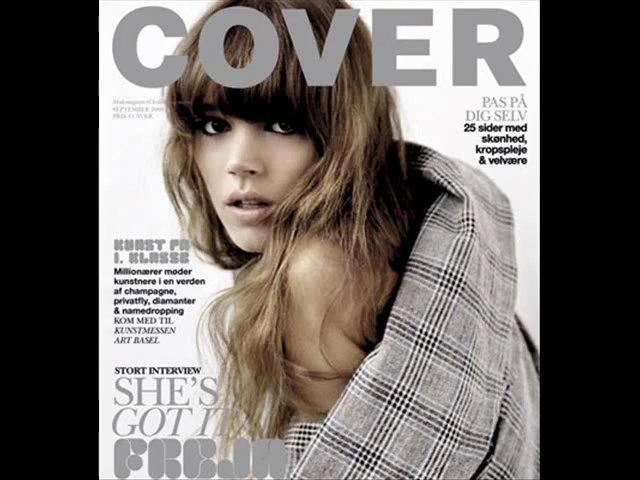 COVER
SEPTEMBER
PAS PÅ
DIG SELV
25 sider med
skønhed,
kropspleje
& velvære
KUNST PÅ
1. KLASSE
Millionærer møder
kunstnere i en verden
af champagne,
privatfly, diamanter
& namedropping
KOM MED TIL
KUNSTMESSEN
ART BASEL
STORT INTERVIEW
SHE'S
GOT IT
FREJA